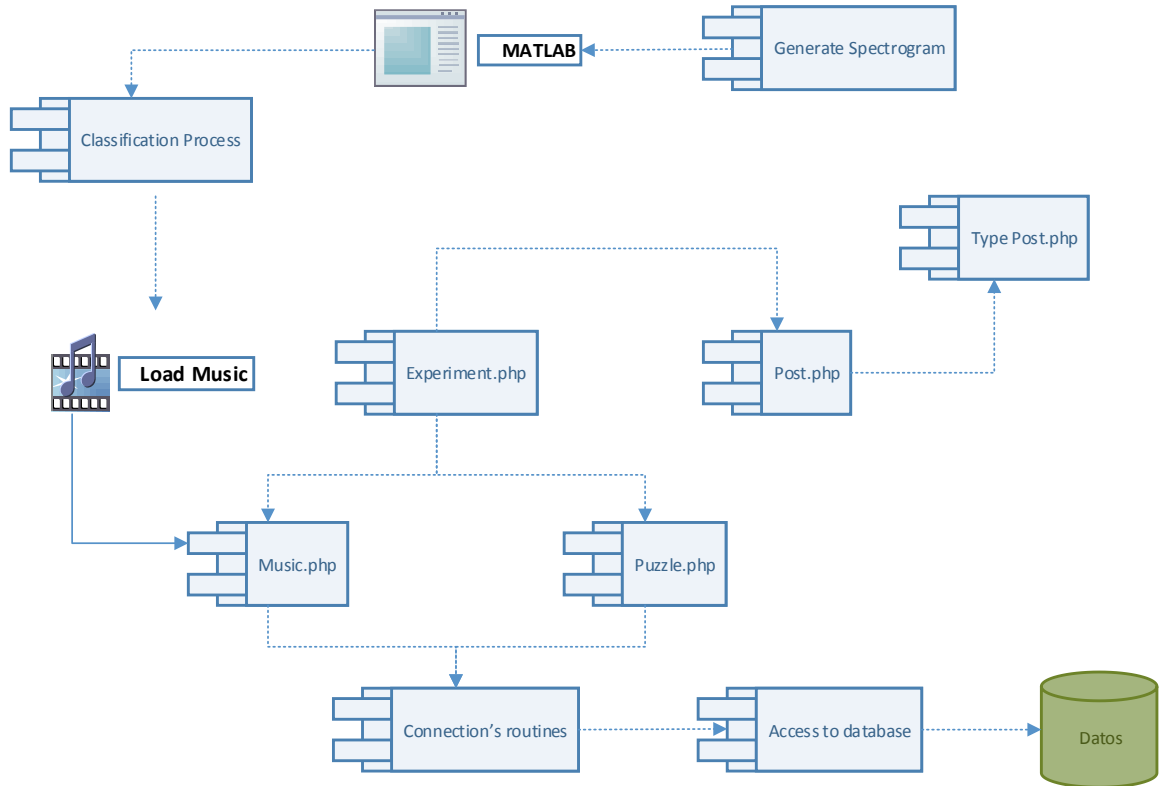 MATLAB
Generate Spectrogram
Classification Process
Type Post.php
Load Music
Experiment.php
Post.php
Music.php
Puzzle.php
Connection’s routines
Access to database
Datos